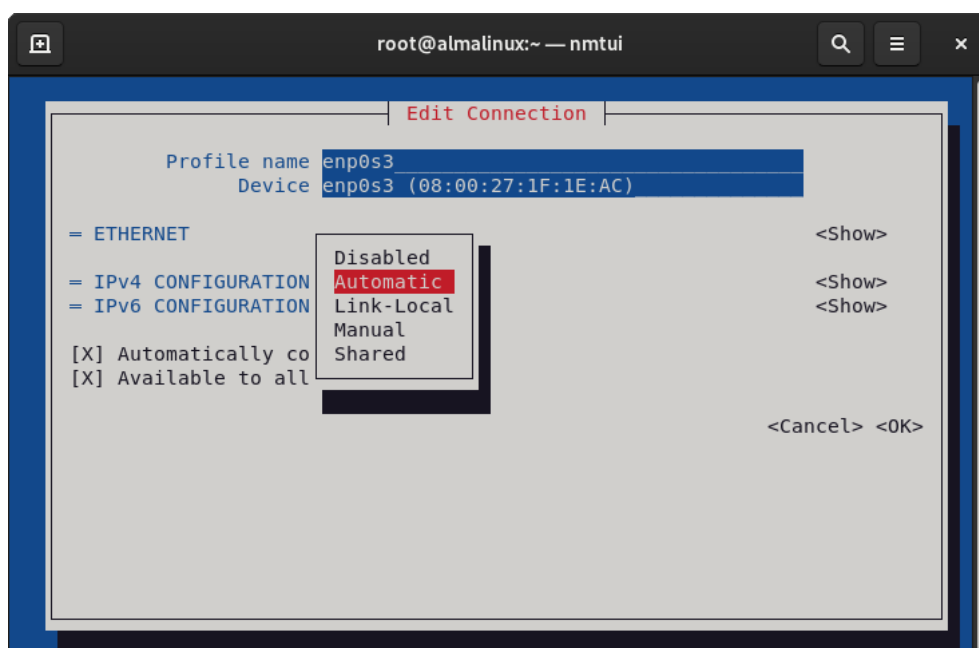 root@almalinux:~ — nmtui
Edit Connection
Profile name enp0s3
Device enp0s3 (08:00:27:1F:1E:AC)
= ETHERNET <Show>
Disabled
= IPv4 CONFIGURATION Automatic <Show>
= IPv6 CONFIGURATION Link-Local <Show>
Manual
[X] Automatically co Shared
[X] Available to all
<Cancel> <OK>